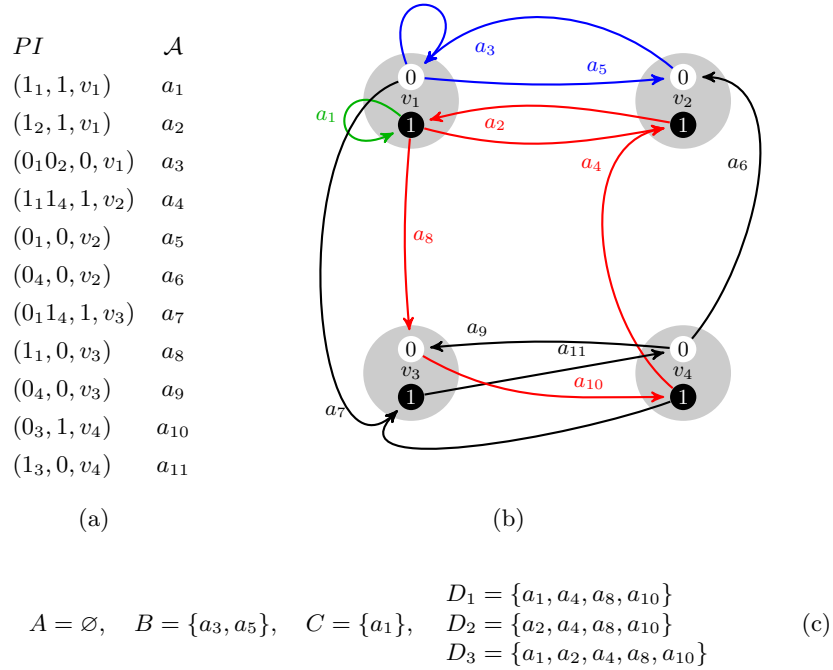 PI 𝒜
(1₁, 1, v₁) a₁
(1₂, 1, v₁) a₂
(0₁0₂, 0, v₁) a₃
(1₁1₄, 1, v₂) a₄
(0₁, 0, v₂) a₅
(0₄, 0, v₂) a₆
(0₁1₄, 1, v₃) a₇
(1₁, 0, v₃) a₈
(0₄, 0, v₃) a₉
(0₃, 1, v₄) a₁₀
(1₃, 0, v₄) a₁₁
(a)
a₃
a₅
0
v₁
1
0
v₂
1
a₁
a₂
a₄
a₆
a₈
a₉
a₁₁
0
v₃
1
0
v₄
1
a₁₀
a₇
(b)
A = ∅, B = {a₃, a₅}, C = {a₁},
D₁ = {a₁, a₄, a₈, a₁₀}
D₂ = {a₂, a₄, a₈, a₁₀}
D₃ = {a₁, a₂, a₄, a₈, a₁₀}
(c)